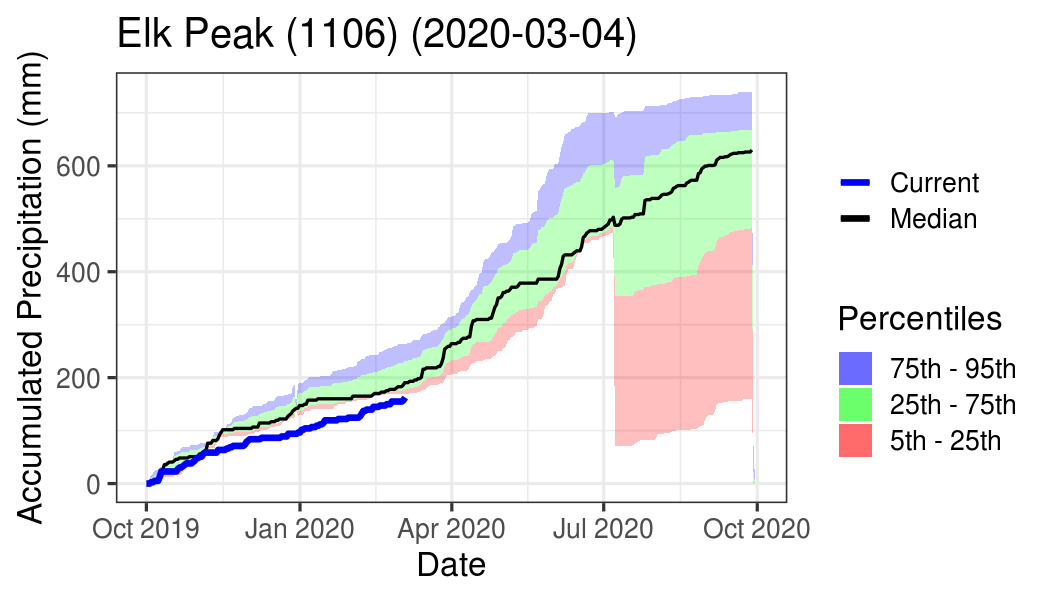 Elk Peak (1106) (2020-03-04)
Accumulated Precipitation (mm)
600
400
200
0
Oct 2019 Jan 2020 Apr 2020 Jul 2020 Oct 2020
Date
Current
Median
Percentiles
75th - 95th
25th - 75th
5th - 25th